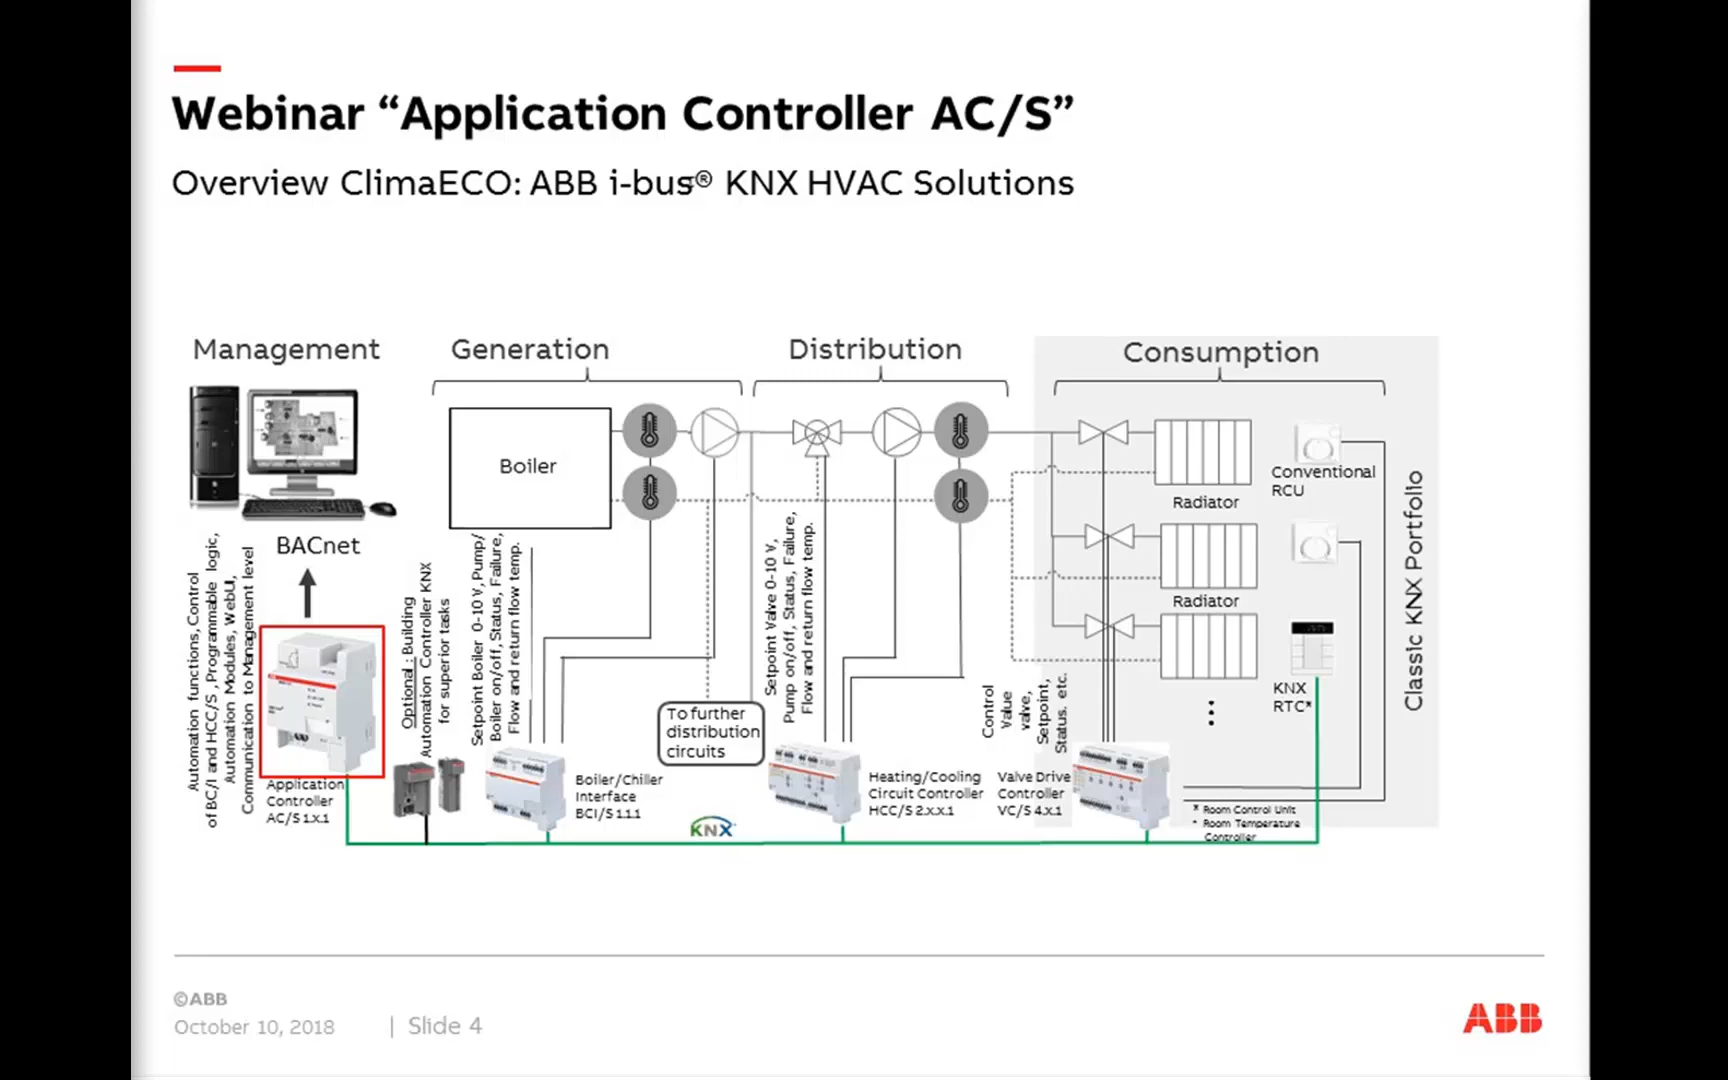 Webinar “Application Controller AC/S”
Overview ClimaECO: ABB i-bus® KNX HVAC Solutions
Management
Generation
Distribution
Consumption
Boiler
BACnet
Automation functions, Control
of BC/I and HCC/S ,Programmable logic,
Automation Modules, WebUI,
Communication to Management level
Application
Controller
AC/S 1.x.1
Optional : Building
Automation Controller KNX
for superior tasks
Setpoint Boiler 0-10 V, Pump/
Boiler on/off, Status, Failure,
Flow and return flow temp.
Boiler/Chiller
Interface
BCI/S 1.1.1
KNX
To further
distribution
circuits
Setpoint Valve 0-10 V,
Pump on/off, Status, Failure,
Flow and return flow temp.
Heating/Cooling
Circuit Controller
HCC/S 2.x.x.1
Control
Value
valve,
Setpoint,
Status. etc.
Valve Drive
Controller
VC/S 4.x.1
Radiator
Radiator
Conventional
RCU
KNX
RTC*
* Room Control Unit
* Room Temperature
Controller
Classic KNX Portfolio
©ABB
October 10, 2018 | Slide 4
ABB